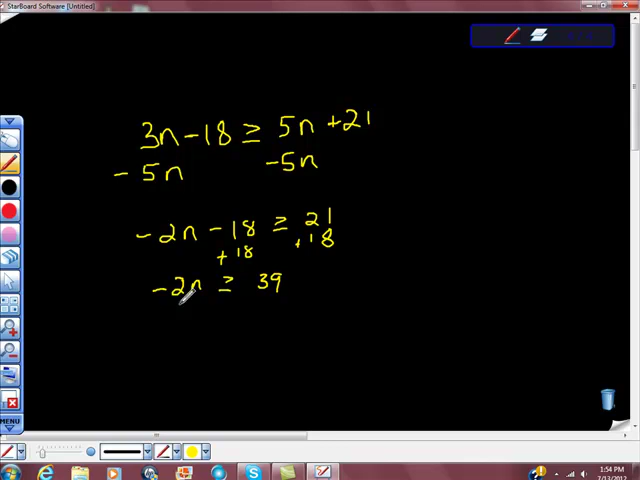 StarBoard Software [Untitled]
3n - 18 ≥ 5n + 21
- 5n - 5n
- 2n - 18 ≥ 21
+ 18 + 18
- 2n ≥ 39
MENU
1:54 PM
7/13/2012